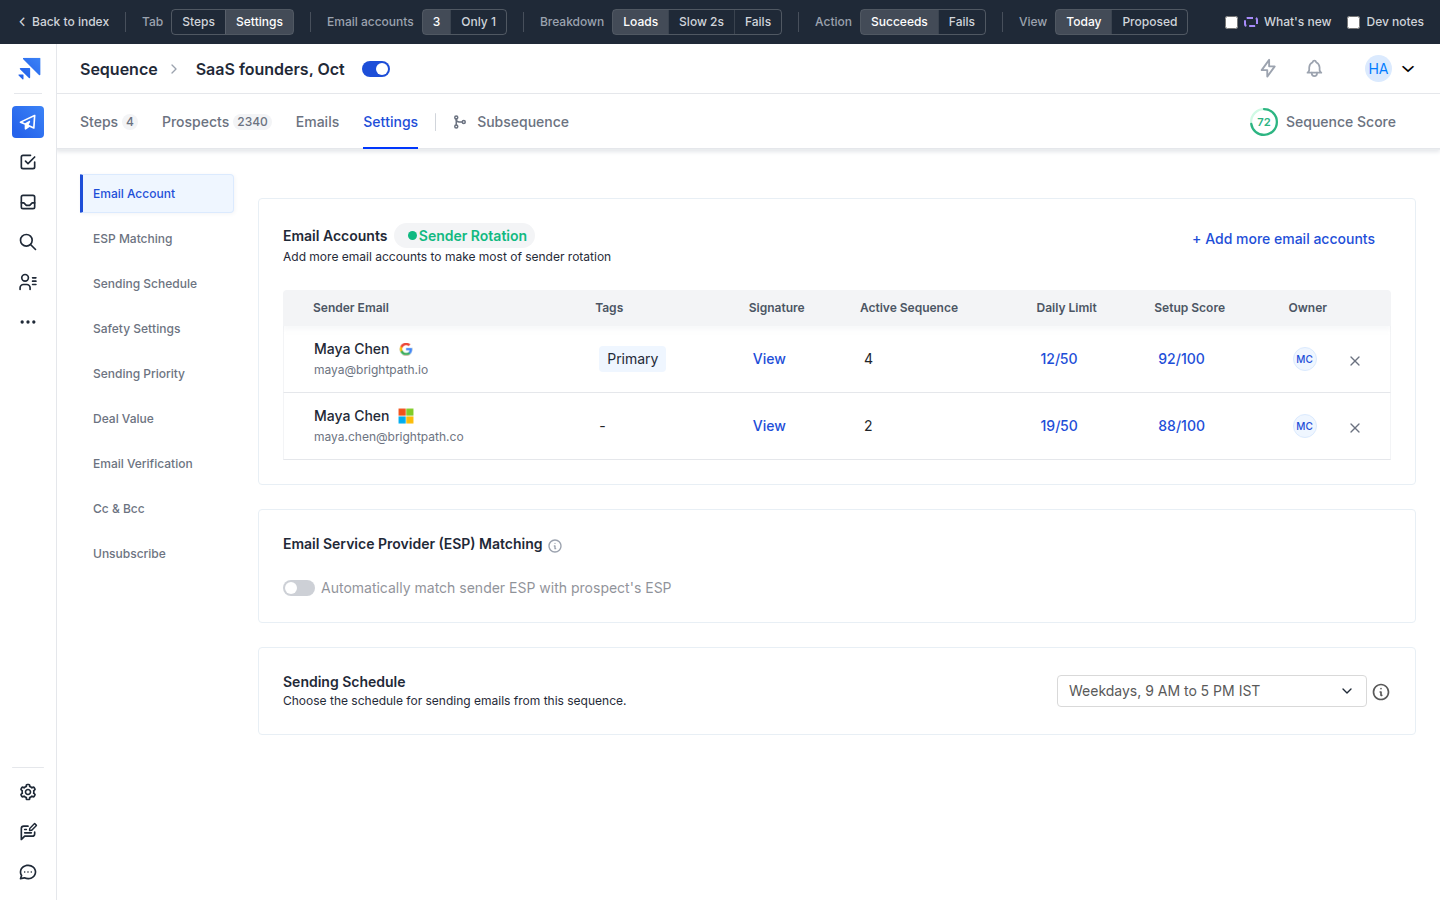 Back to index Tab Steps Settings Email accounts 3 Only 1 Breakdown Loads Slow 2s Fails Action Succeeds Fails View Today Proposed What's new Dev notes
Sequence SaaS founders, Oct HA
Steps 4 Prospects 2340 Emails Settings Subsequence 72 Sequence Score
Email Account
ESP Matching
Sending Schedule
Safety Settings
Sending Priority
Deal Value
Email Verification
Cc & Bcc
Unsubscribe
Email Accounts Sender Rotation
Add more email accounts to make most of sender rotation
+ Add more email accounts
Sender Email Tags Signature Active Sequence Daily Limit Setup Score Owner
Maya Chen
maya@brightpath.io
Primary View 4 12/50 92/100 MC
Maya Chen
maya.chen@brightpath.co
- View 2 19/50 88/100 MC
Email Service Provider (ESP) Matching
Automatically match sender ESP with prospect's ESP
Sending Schedule
Choose the schedule for sending emails from this sequence.
Weekdays, 9 AM to 5 PM IST